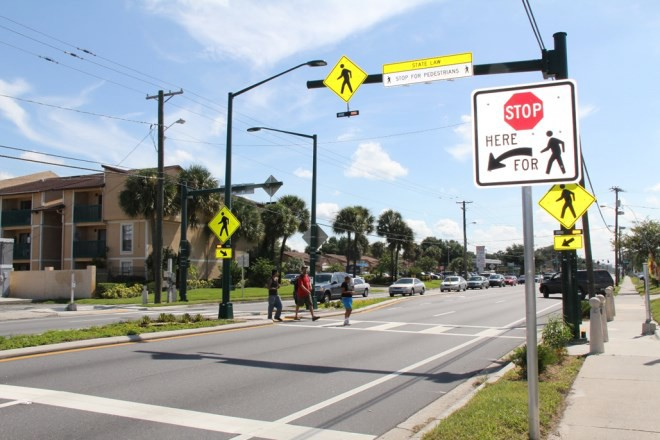 STATE LAW
STOP FOR PEDESTRIANS
STOP
HERE
FOR